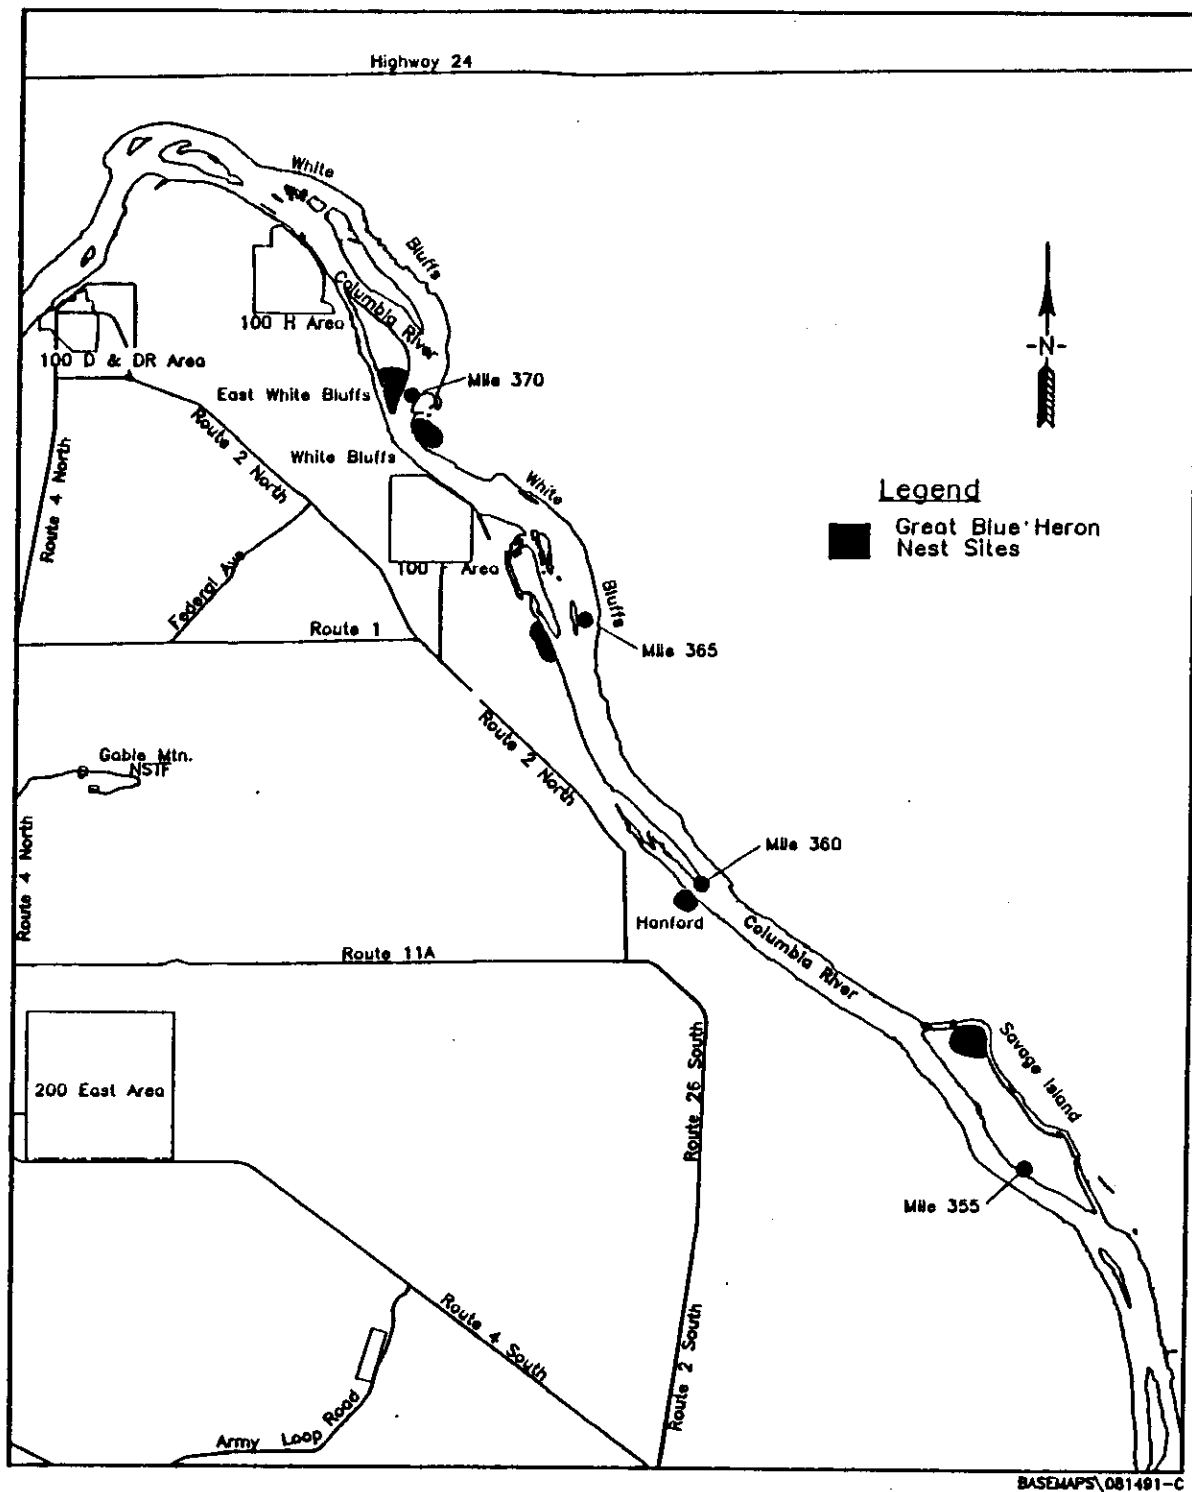 Highway 24
White
Bluffs
Columbia River
100 H Area
100 D & DR Area
Mile 370
East White Bluffs
Route 2 North
White Bluffs
Route 4 North
White
-N-
Legend
Great Blue Heron
Nest Sites
100 F Area
Federal Ave
Bluffs
Route 1
Mile 365
Route 2 North
Gable Mtn.
NSTF
Mile 360
Route 4 North
Hanford
Columbia River
Route 11A
Savage Island
Route 26 South
200 East Area
Mile 355
Route 4 South
Route 2 South
Army Loop Road
BASEMAPS\081491-C